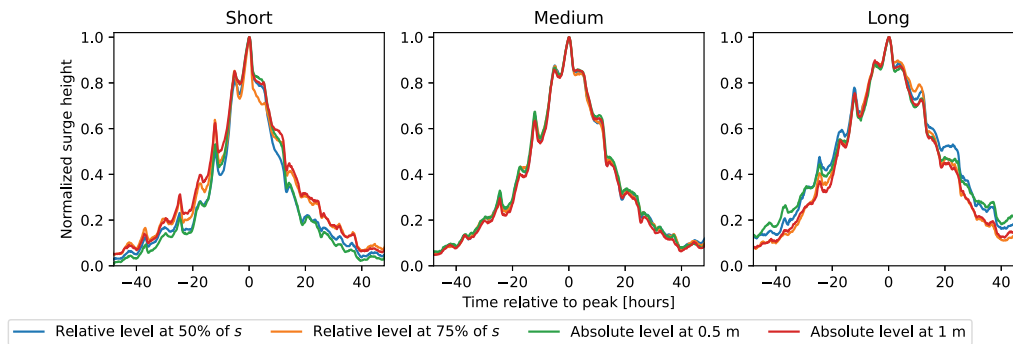 Short Medium Long
Normalized surge height
1.0
0.8
0.6
0.4
0.2
0.0
−40 −20 0 20 40
1.0
0.8
0.6
0.4
0.2
0.0
−40 −20 0 20 40
1.0
0.8
0.6
0.4
0.2
0.0
−40 −20 0 20 40
Time relative to peak [hours]
Relative level at 50% of s Relative level at 75% of s Absolute level at 0.5 m Absolute level at 1 m